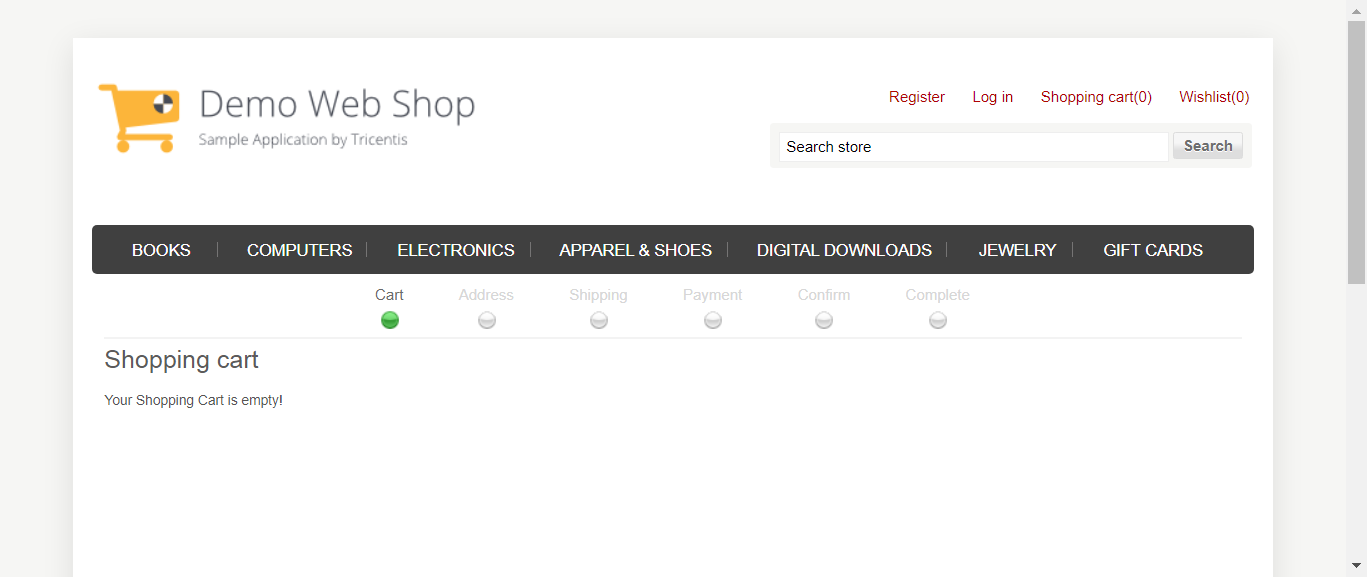 Demo Web Shop
Sample Application by Tricentis
Register Log in Shopping cart(0) Wishlist(0)
Search store Search
BOOKS COMPUTERS ELECTRONICS APPAREL & SHOES DIGITAL DOWNLOADS JEWELRY GIFT CARDS
Cart Address Shipping Payment Confirm Complete
Shopping cart
Your Shopping Cart is empty!